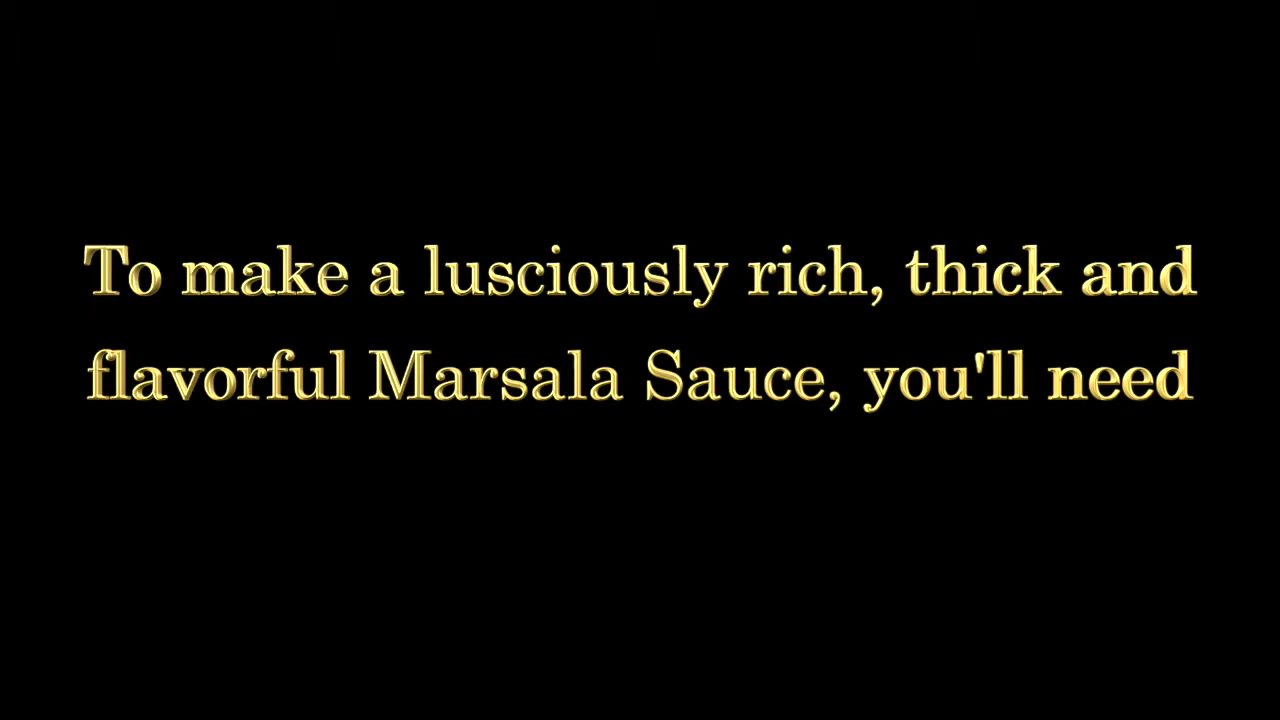 To make a lusciously rich, thick and
flavorful Marsala Sauce, you'll need